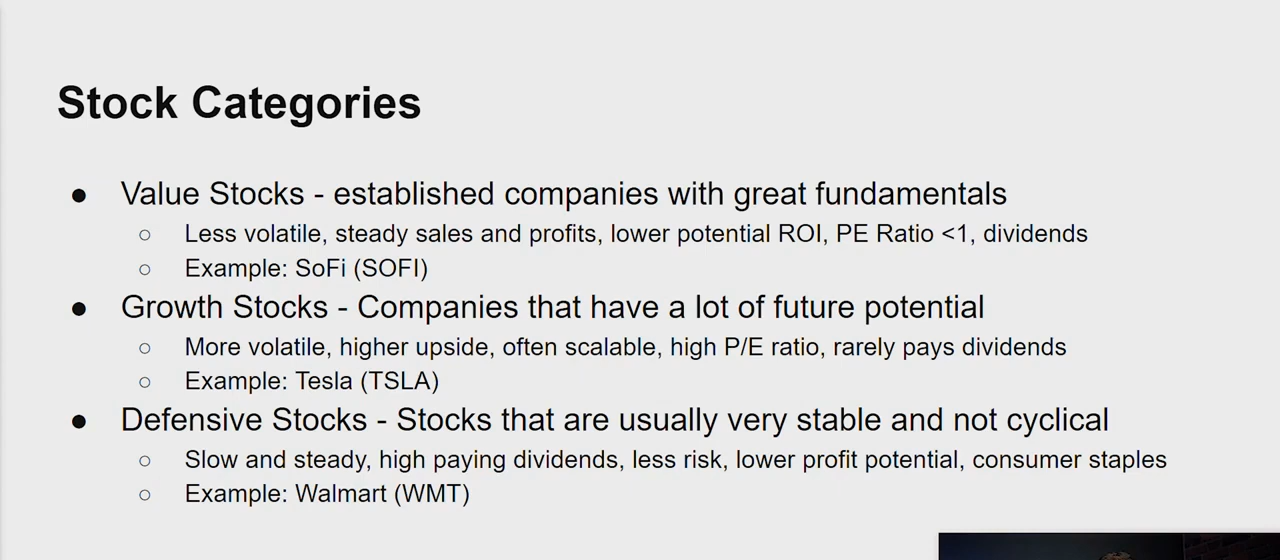 Stock Categories
● Value Stocks - established companies with great fundamentals
○ Less volatile, steady sales and profits, lower potential ROI, PE Ratio <1, dividends
○ Example: SoFi (SOFI)
● Growth Stocks - Companies that have a lot of future potential
○ More volatile, higher upside, often scalable, high P/E ratio, rarely pays dividends
○ Example: Tesla (TSLA)
● Defensive Stocks - Stocks that are usually very stable and not cyclical
○ Slow and steady, high paying dividends, less risk, lower profit potential, consumer staples
○ Example: Walmart (WMT)